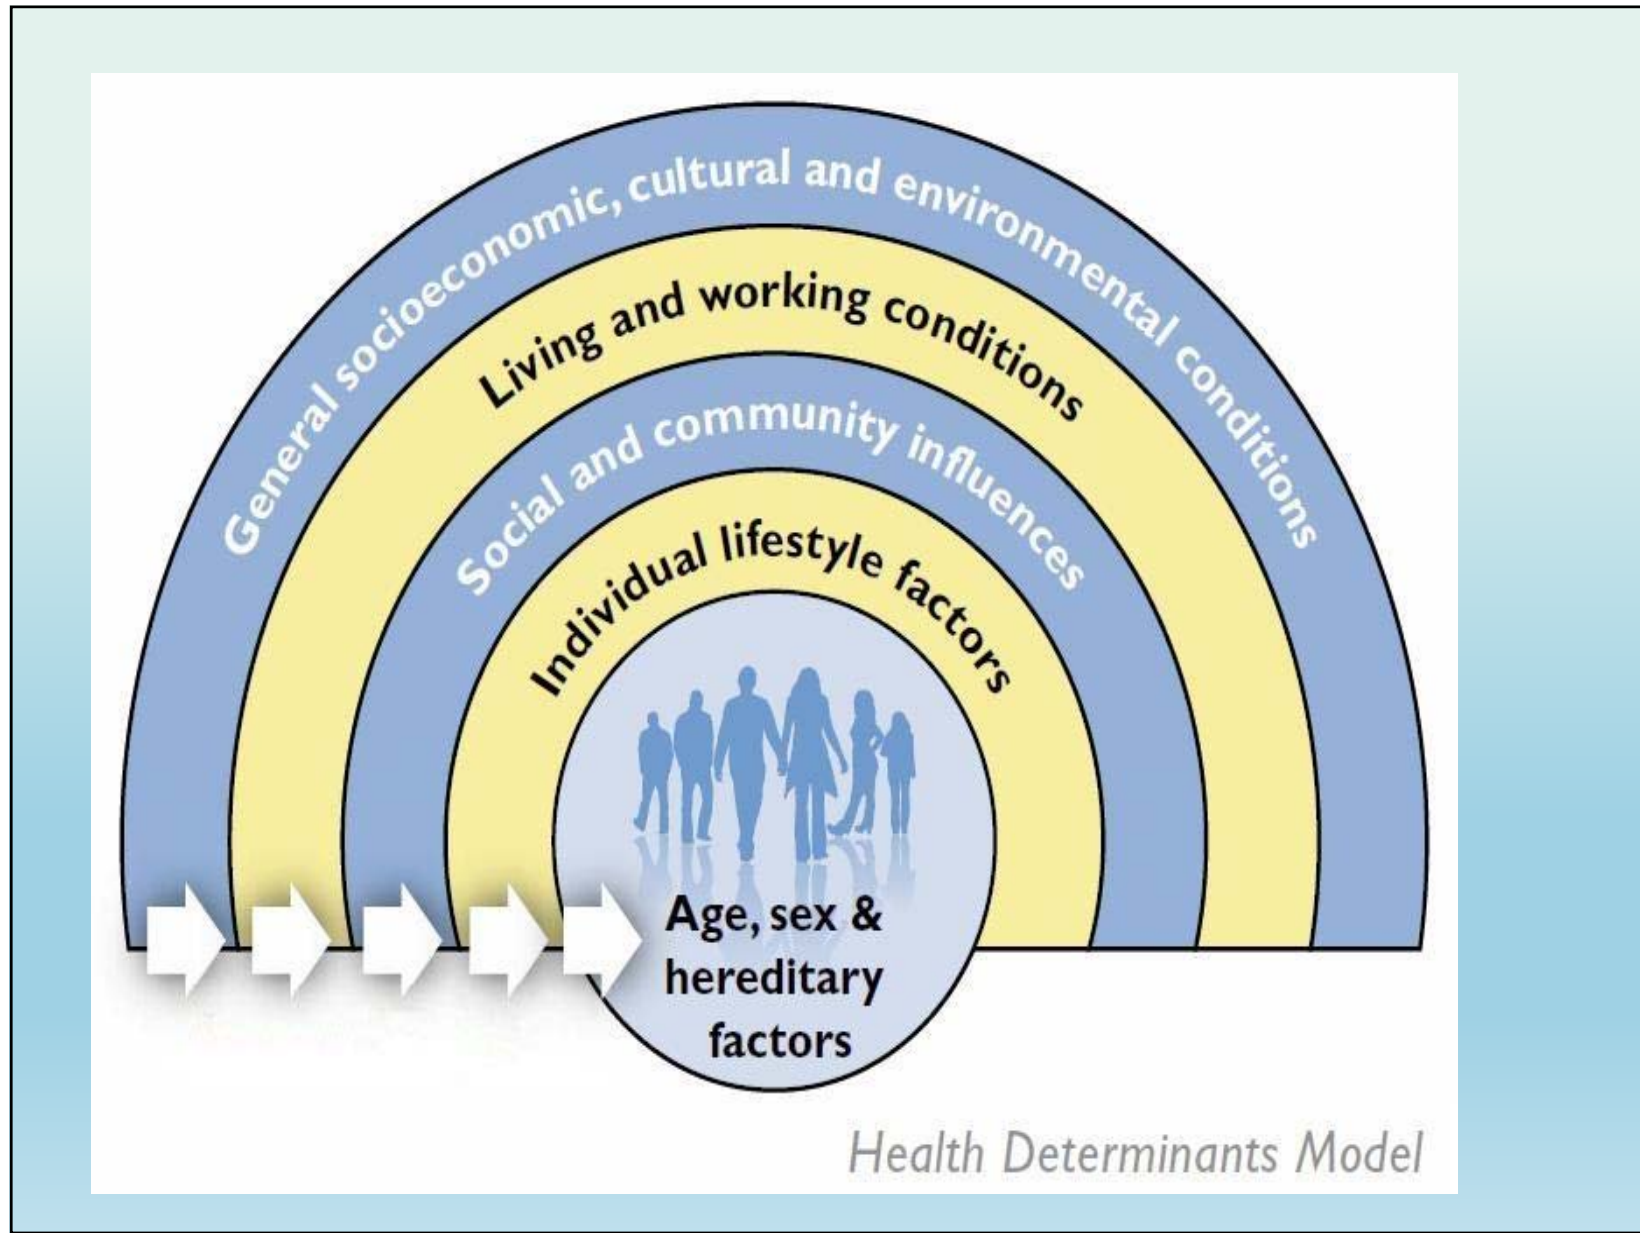 General socioeconomic, cultural and environmental conditions
Living and working conditions
Social and community influences
Individual lifestyle factors
Age, sex &
hereditary
factors
Health Determinants Model